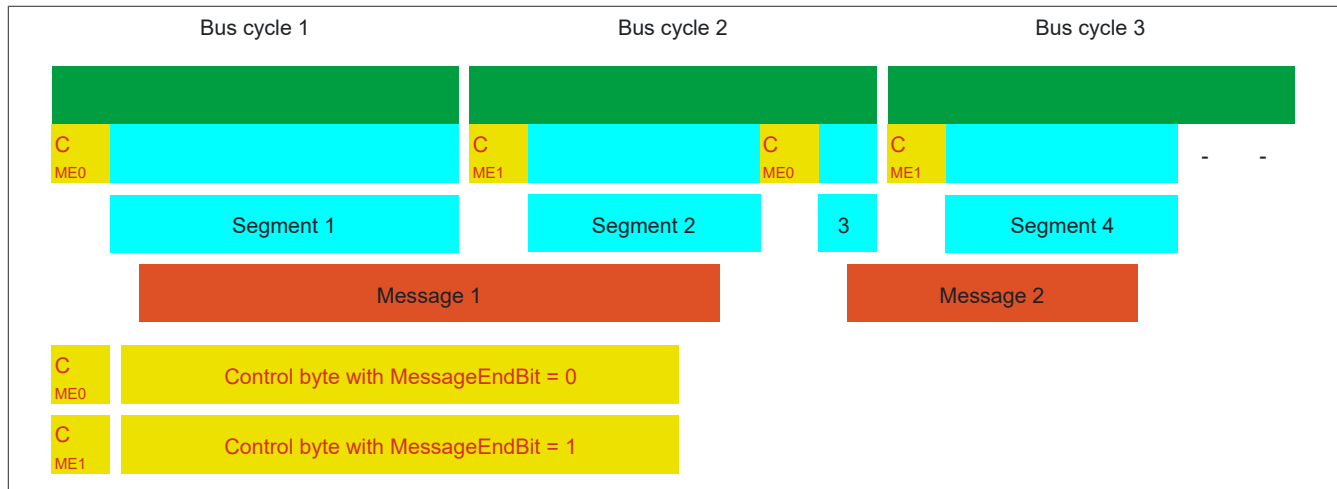 Bus cycle 1 Bus cycle 2 Bus cycle 3
C C C C
ME0 ME1 ME0 ME1 - -
Segment 1 Segment 2 3 Segment 4
Message 1 Message 2
C
ME0 Control byte with MessageEndBit = 0
C
ME1 Control byte with MessageEndBit = 1